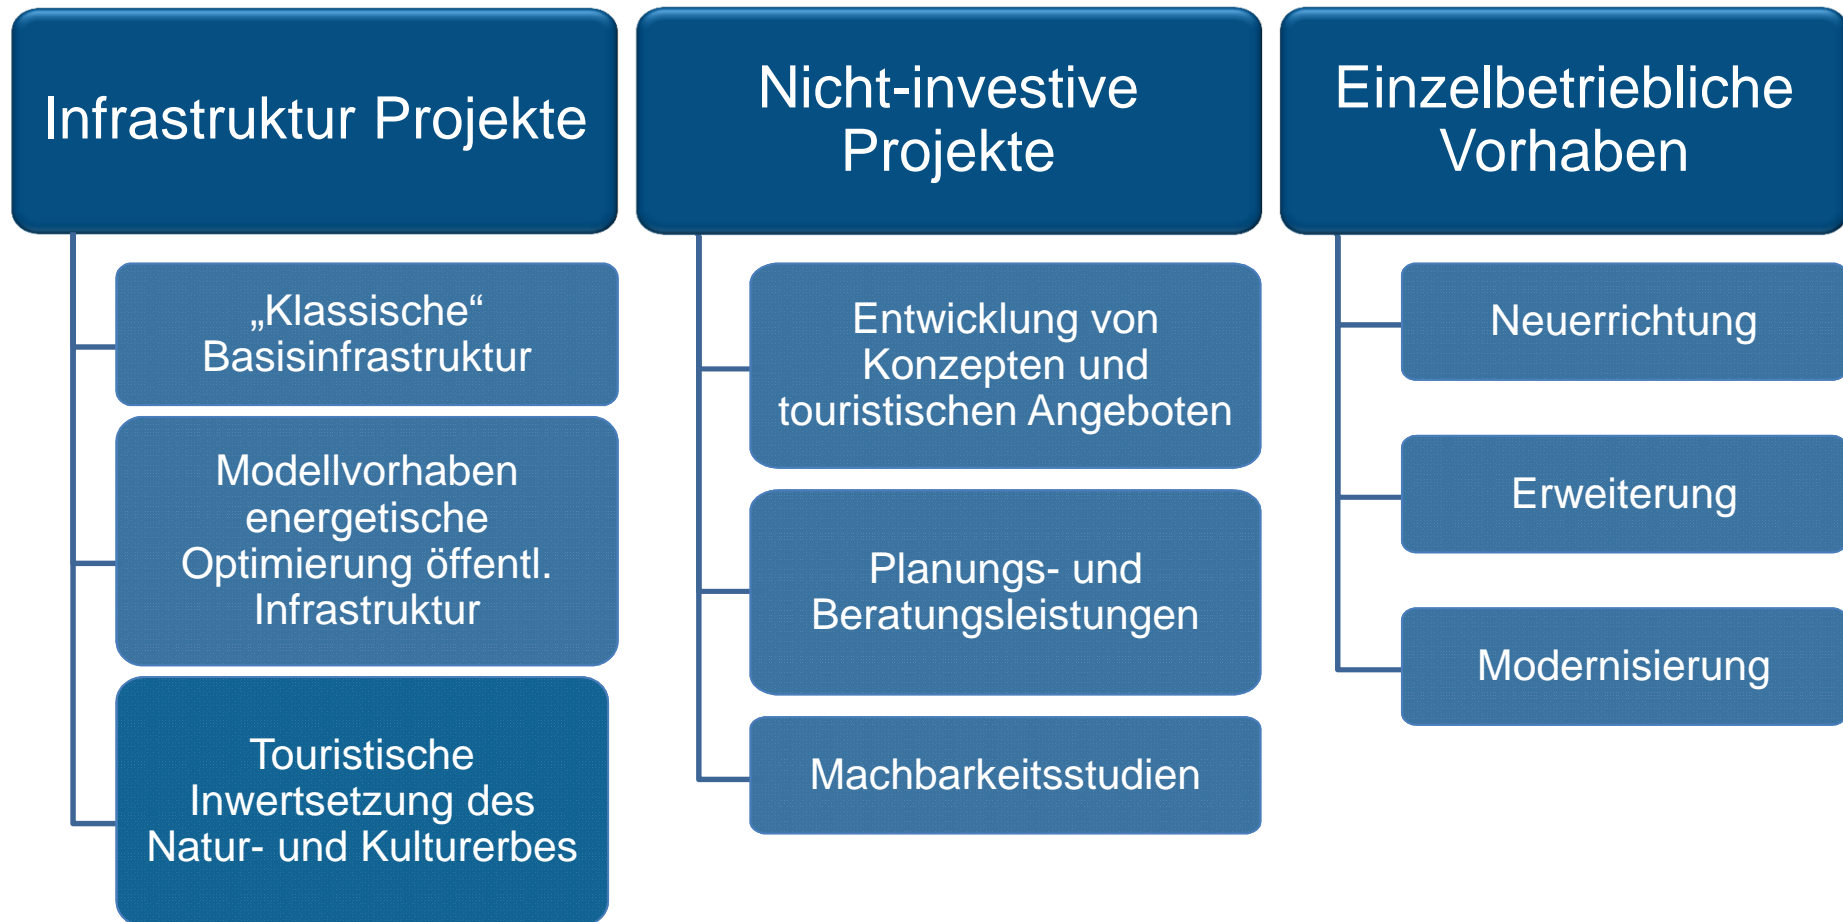 Infrastruktur Projekte
„Klassische“
Basisinfrastruktur
Modellvorhaben
energetische
Optimierung öffentl.
Infrastruktur
Touristische
Inwertsetzung des
Natur- und Kulturerbes
Nicht-investive
Projekte
Entwicklung von
Konzepten und
touristischen Angeboten
Planungs- und
Beratungsleistungen
Machbarkeitsstudien
Einzelbetriebliche
Vorhaben
Neuerrichtung
Erweiterung
Modernisierung